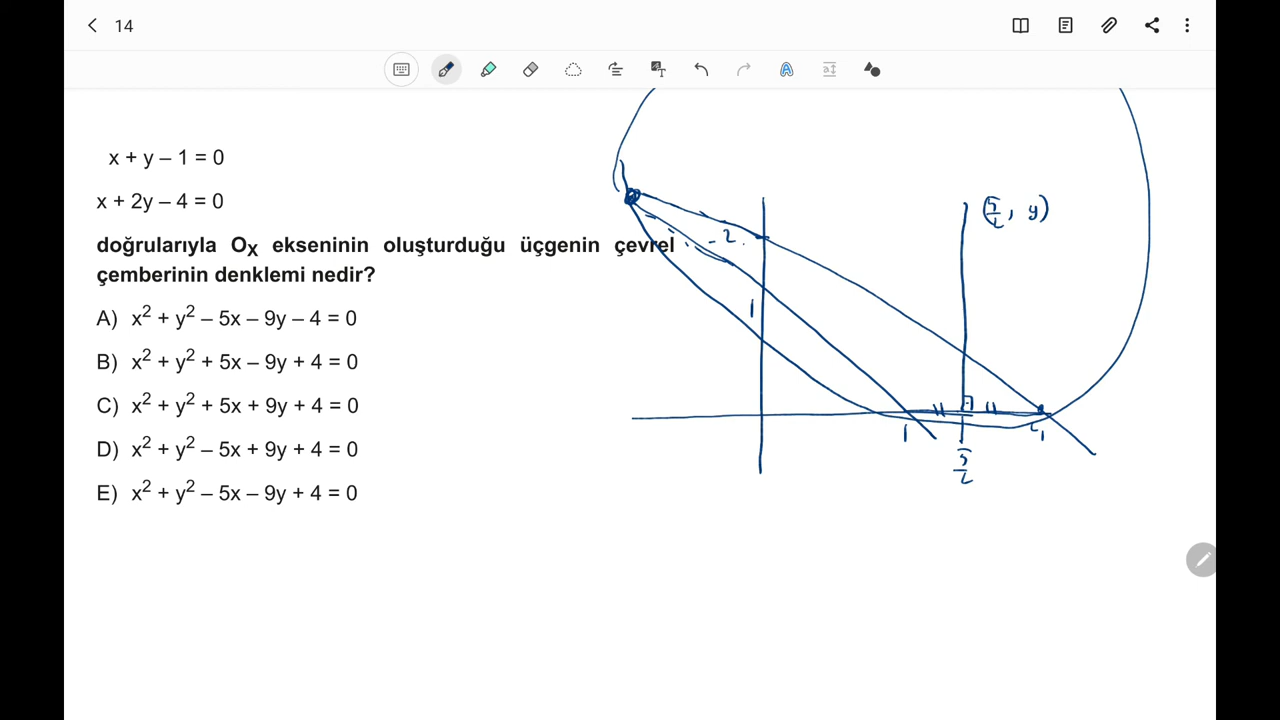 14
x + y – 1 = 0
x + 2y – 4 = 0
doğrularıyla Ox ekseninin oluşturduğu üçgenin çevrel
çemberinin denklemi nedir?
A) x² + y² – 5x – 9y – 4 = 0
B) x² + y² + 5x – 9y + 4 = 0
C) x² + y² + 5x + 9y + 4 = 0
D) x² + y² – 5x + 9y + 4 = 0
E) x² + y² – 5x – 9y + 4 = 0
(5/2, y)
2
1
1
4
5/2